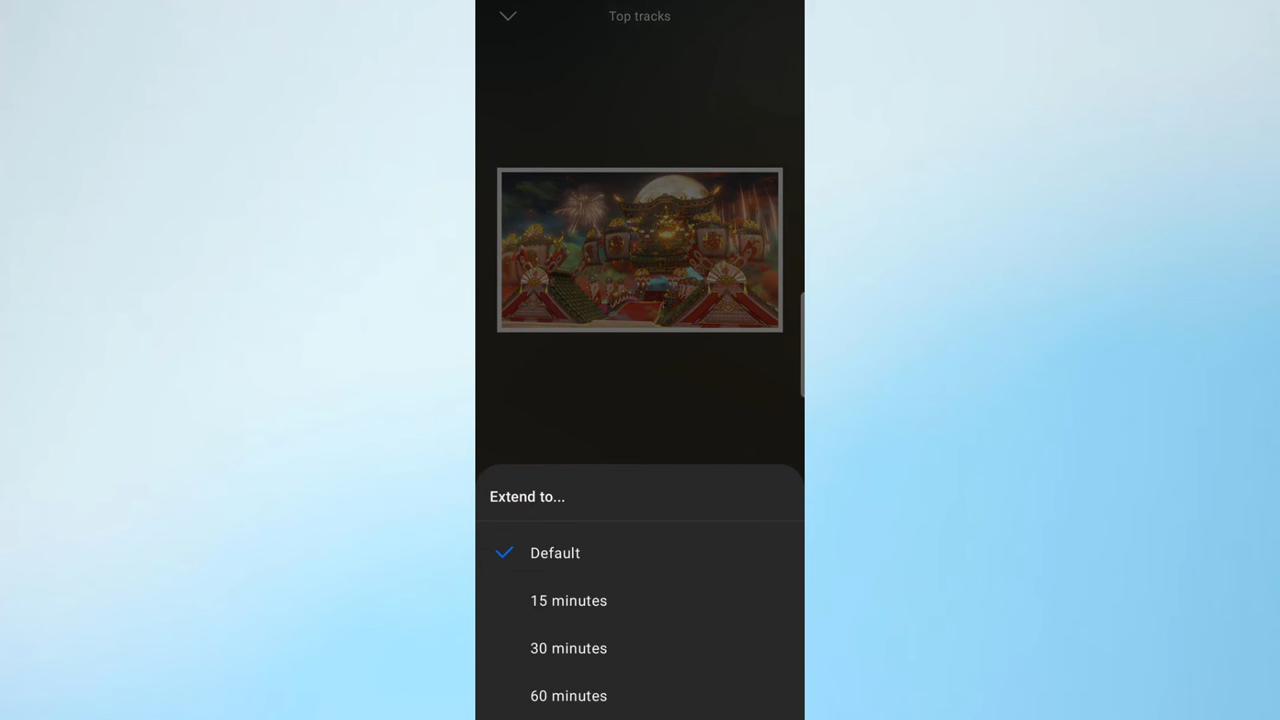 Top tracks
Extend to...
Default
15 minutes
30 minutes
60 minutes